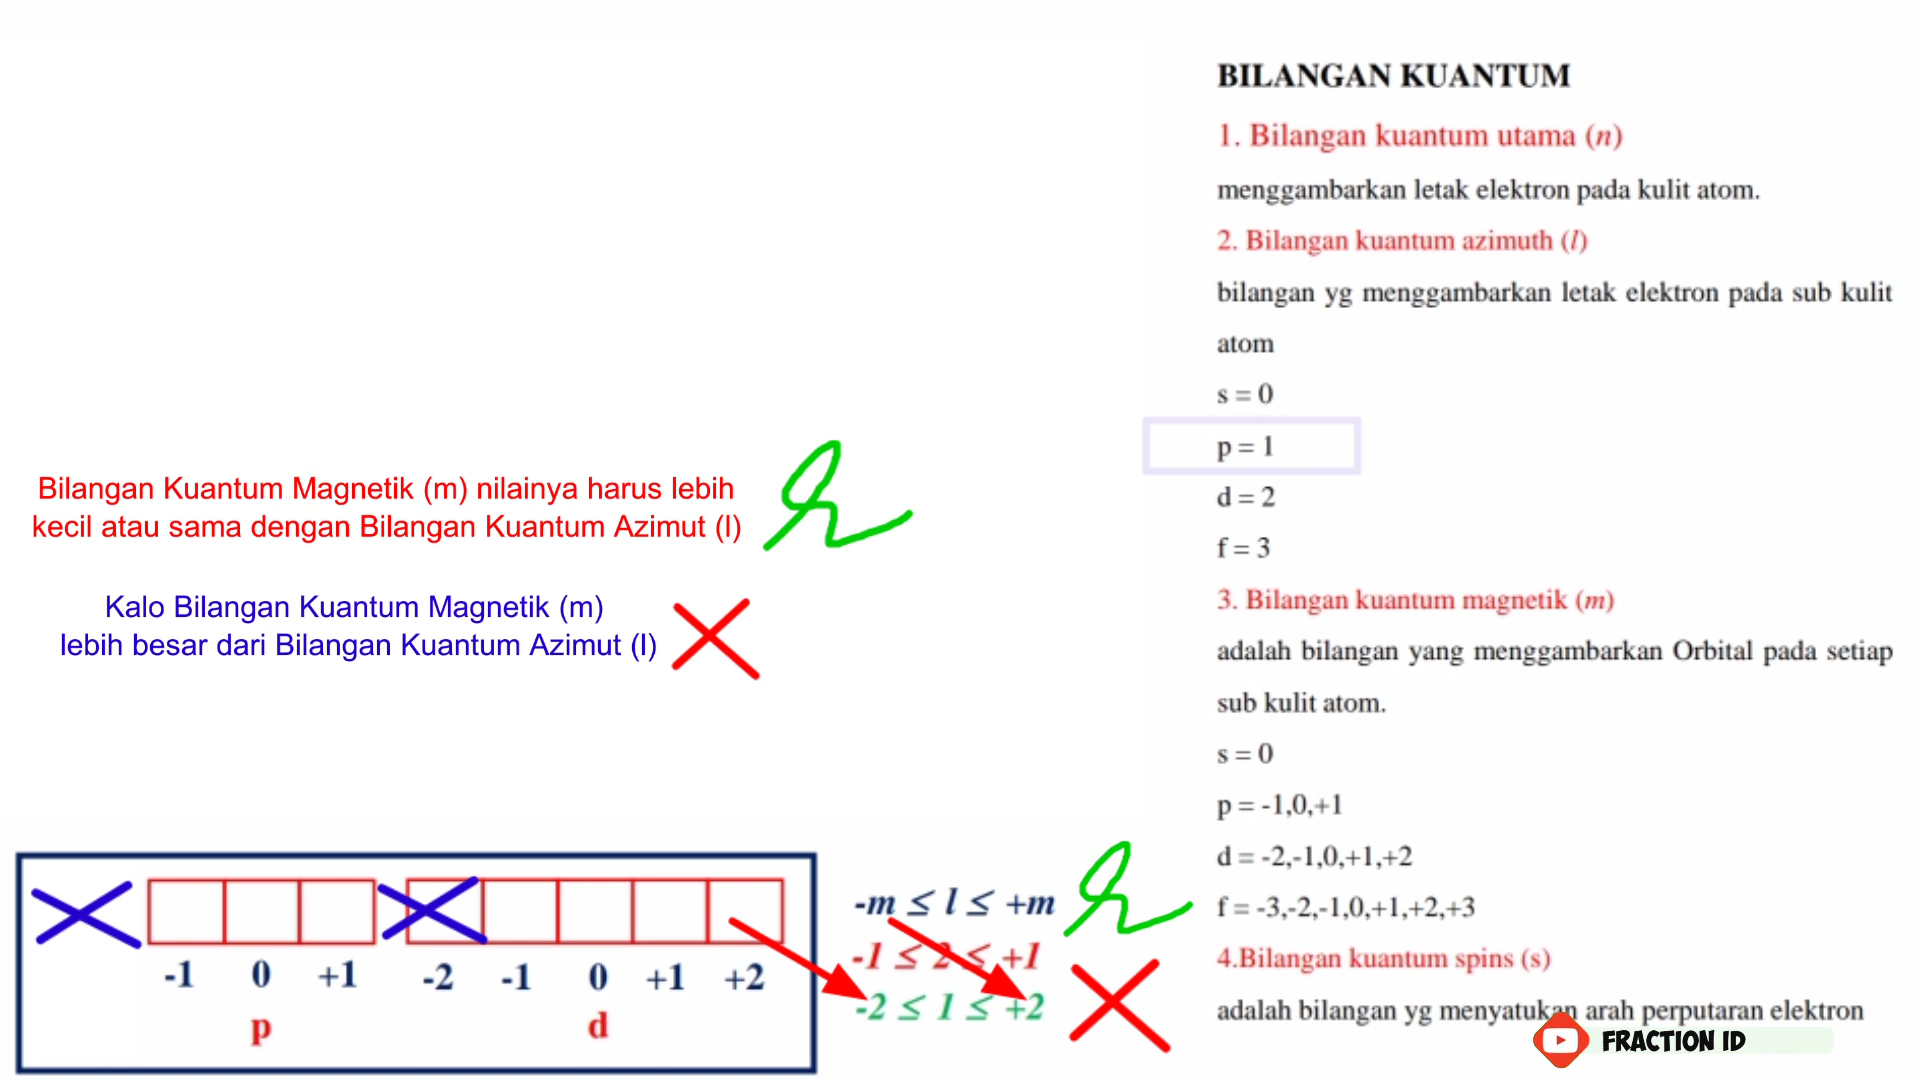 BILANGAN KUANTUM
1. Bilangan kuantum utama (n)
menggambarkan letak elektron pada kulit atom.
2. Bilangan kuantum azimuth (l)
bilangan yg menggambarkan letak elektron pada sub kulit
atom
s = 0
p = 1
d = 2
f = 3
3. Bilangan kuantum magnetik (m)
adalah bilangan yang menggambarkan Orbital pada setiap
sub kulit atom.
s = 0
p = -1,0,+1
d = -2,-1,0,+1,+2
f = -3,-2,-1,0,+1,+2,+3
4.Bilangan kuantum spins (s)
adalah bilangan yg menyatukan arah perputaran elektron
Bilangan Kuantum Magnetik (m) nilainya harus lebih
kecil atau sama dengan Bilangan Kuantum Azimut (l)
Kalo Bilangan Kuantum Magnetik (m)
lebih besar dari Bilangan Kuantum Azimut (l)
-1 0 +1 -2 -1 0 +1 +2
p d
-m ≤ l ≤ +m
-1 ≤ 2 ≤ +1
-2 ≤ 1 ≤ +2
FRACTION ID